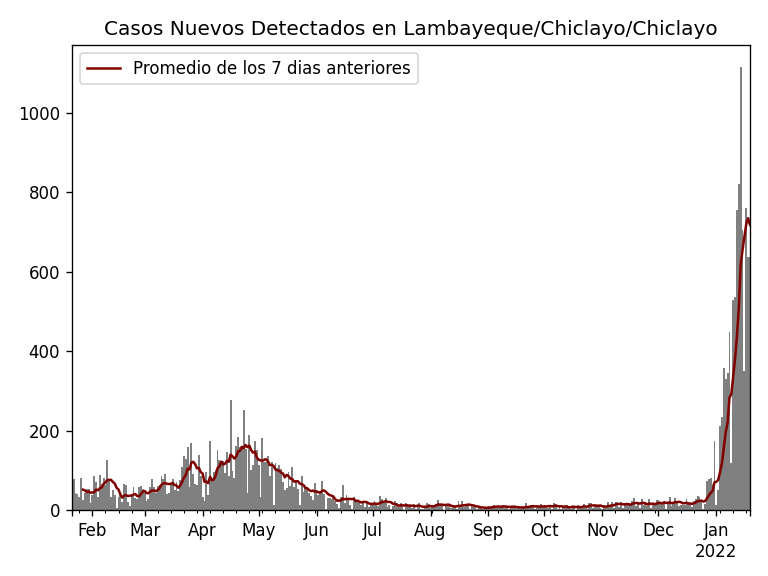 Casos Nuevos Detectados en Lambayeque/Chiclayo/Chiclayo
Promedio de los 7 dias anteriores
1000
800
600
400
200
0
Feb Mar Apr May Jun Jul Aug Sep Oct Nov Dec Jan
2022